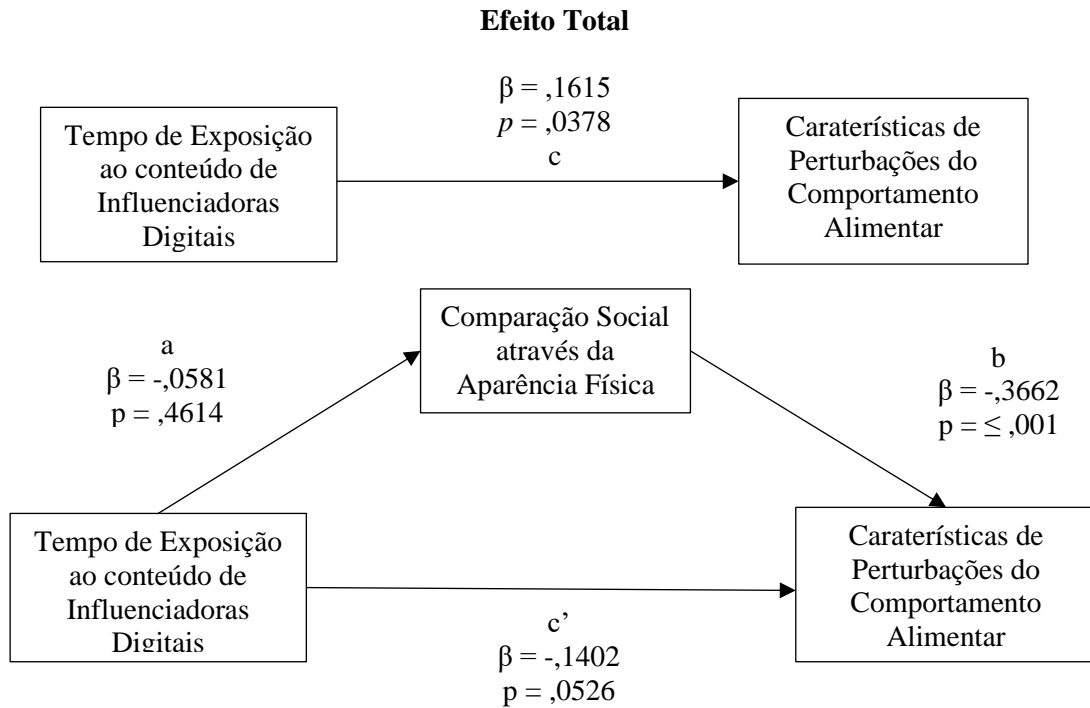 Efeito Total
β = ,1615
p = ,0378
c
Tempo de Exposição
ao conteúdo de
Influenciadoras
Digitais
Caraterísticas de
Perturbações do
Comportamento
Alimentar
Comparação Social
através da
Aparência Física
a
β = -,0581
p = ,4614
b
β = -,3662
p = ≤ ,001
Tempo de Exposição
ao conteúdo de
Influenciadoras
Digitais
Caraterísticas de
Perturbações do
Comportamento
Alimentar
c’
β = -,1402
p = ,0526